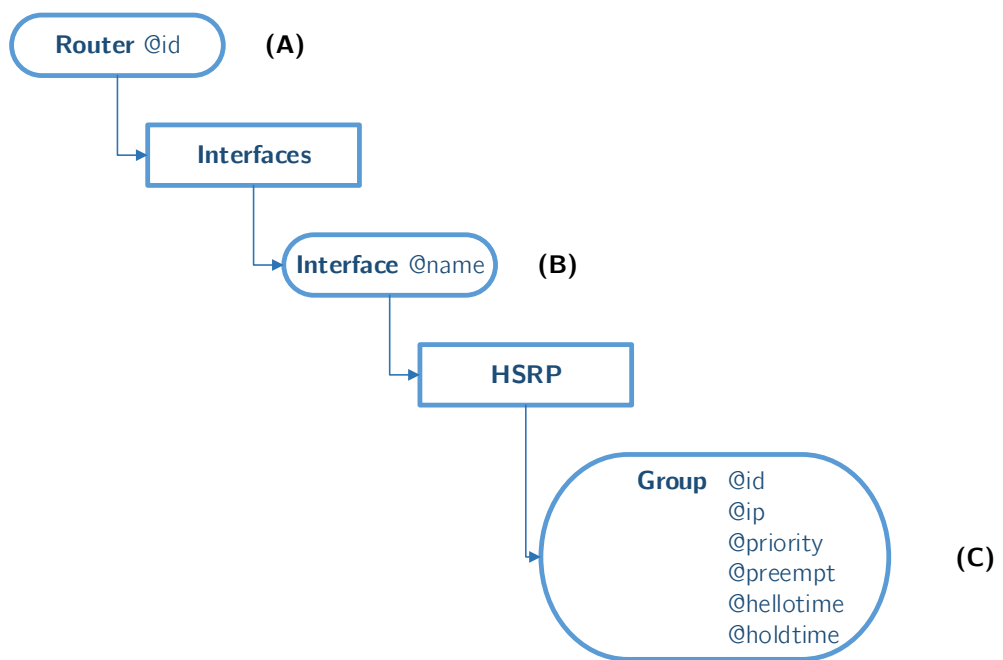 Router @id (A)
Interfaces
Interface @name (B)
HSRP
Group @id
@ip
@priority
(C)
@preempt
@hellotime
@holdtime